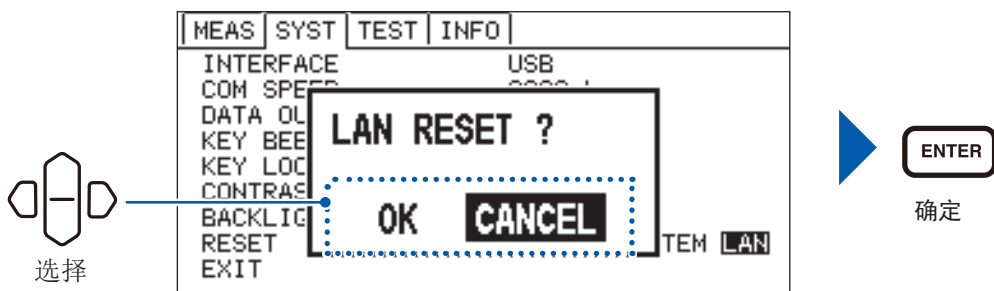 MEAS SYST TEST INFO
INTERFACE USB
COM SPEED
DATA OU
KEY BEE
KEY LOC
CONTRAS
BACKLIG
RESET TEM LAN
EXIT
LAN RESET ?
OK CANCEL
选择
ENTER
确定